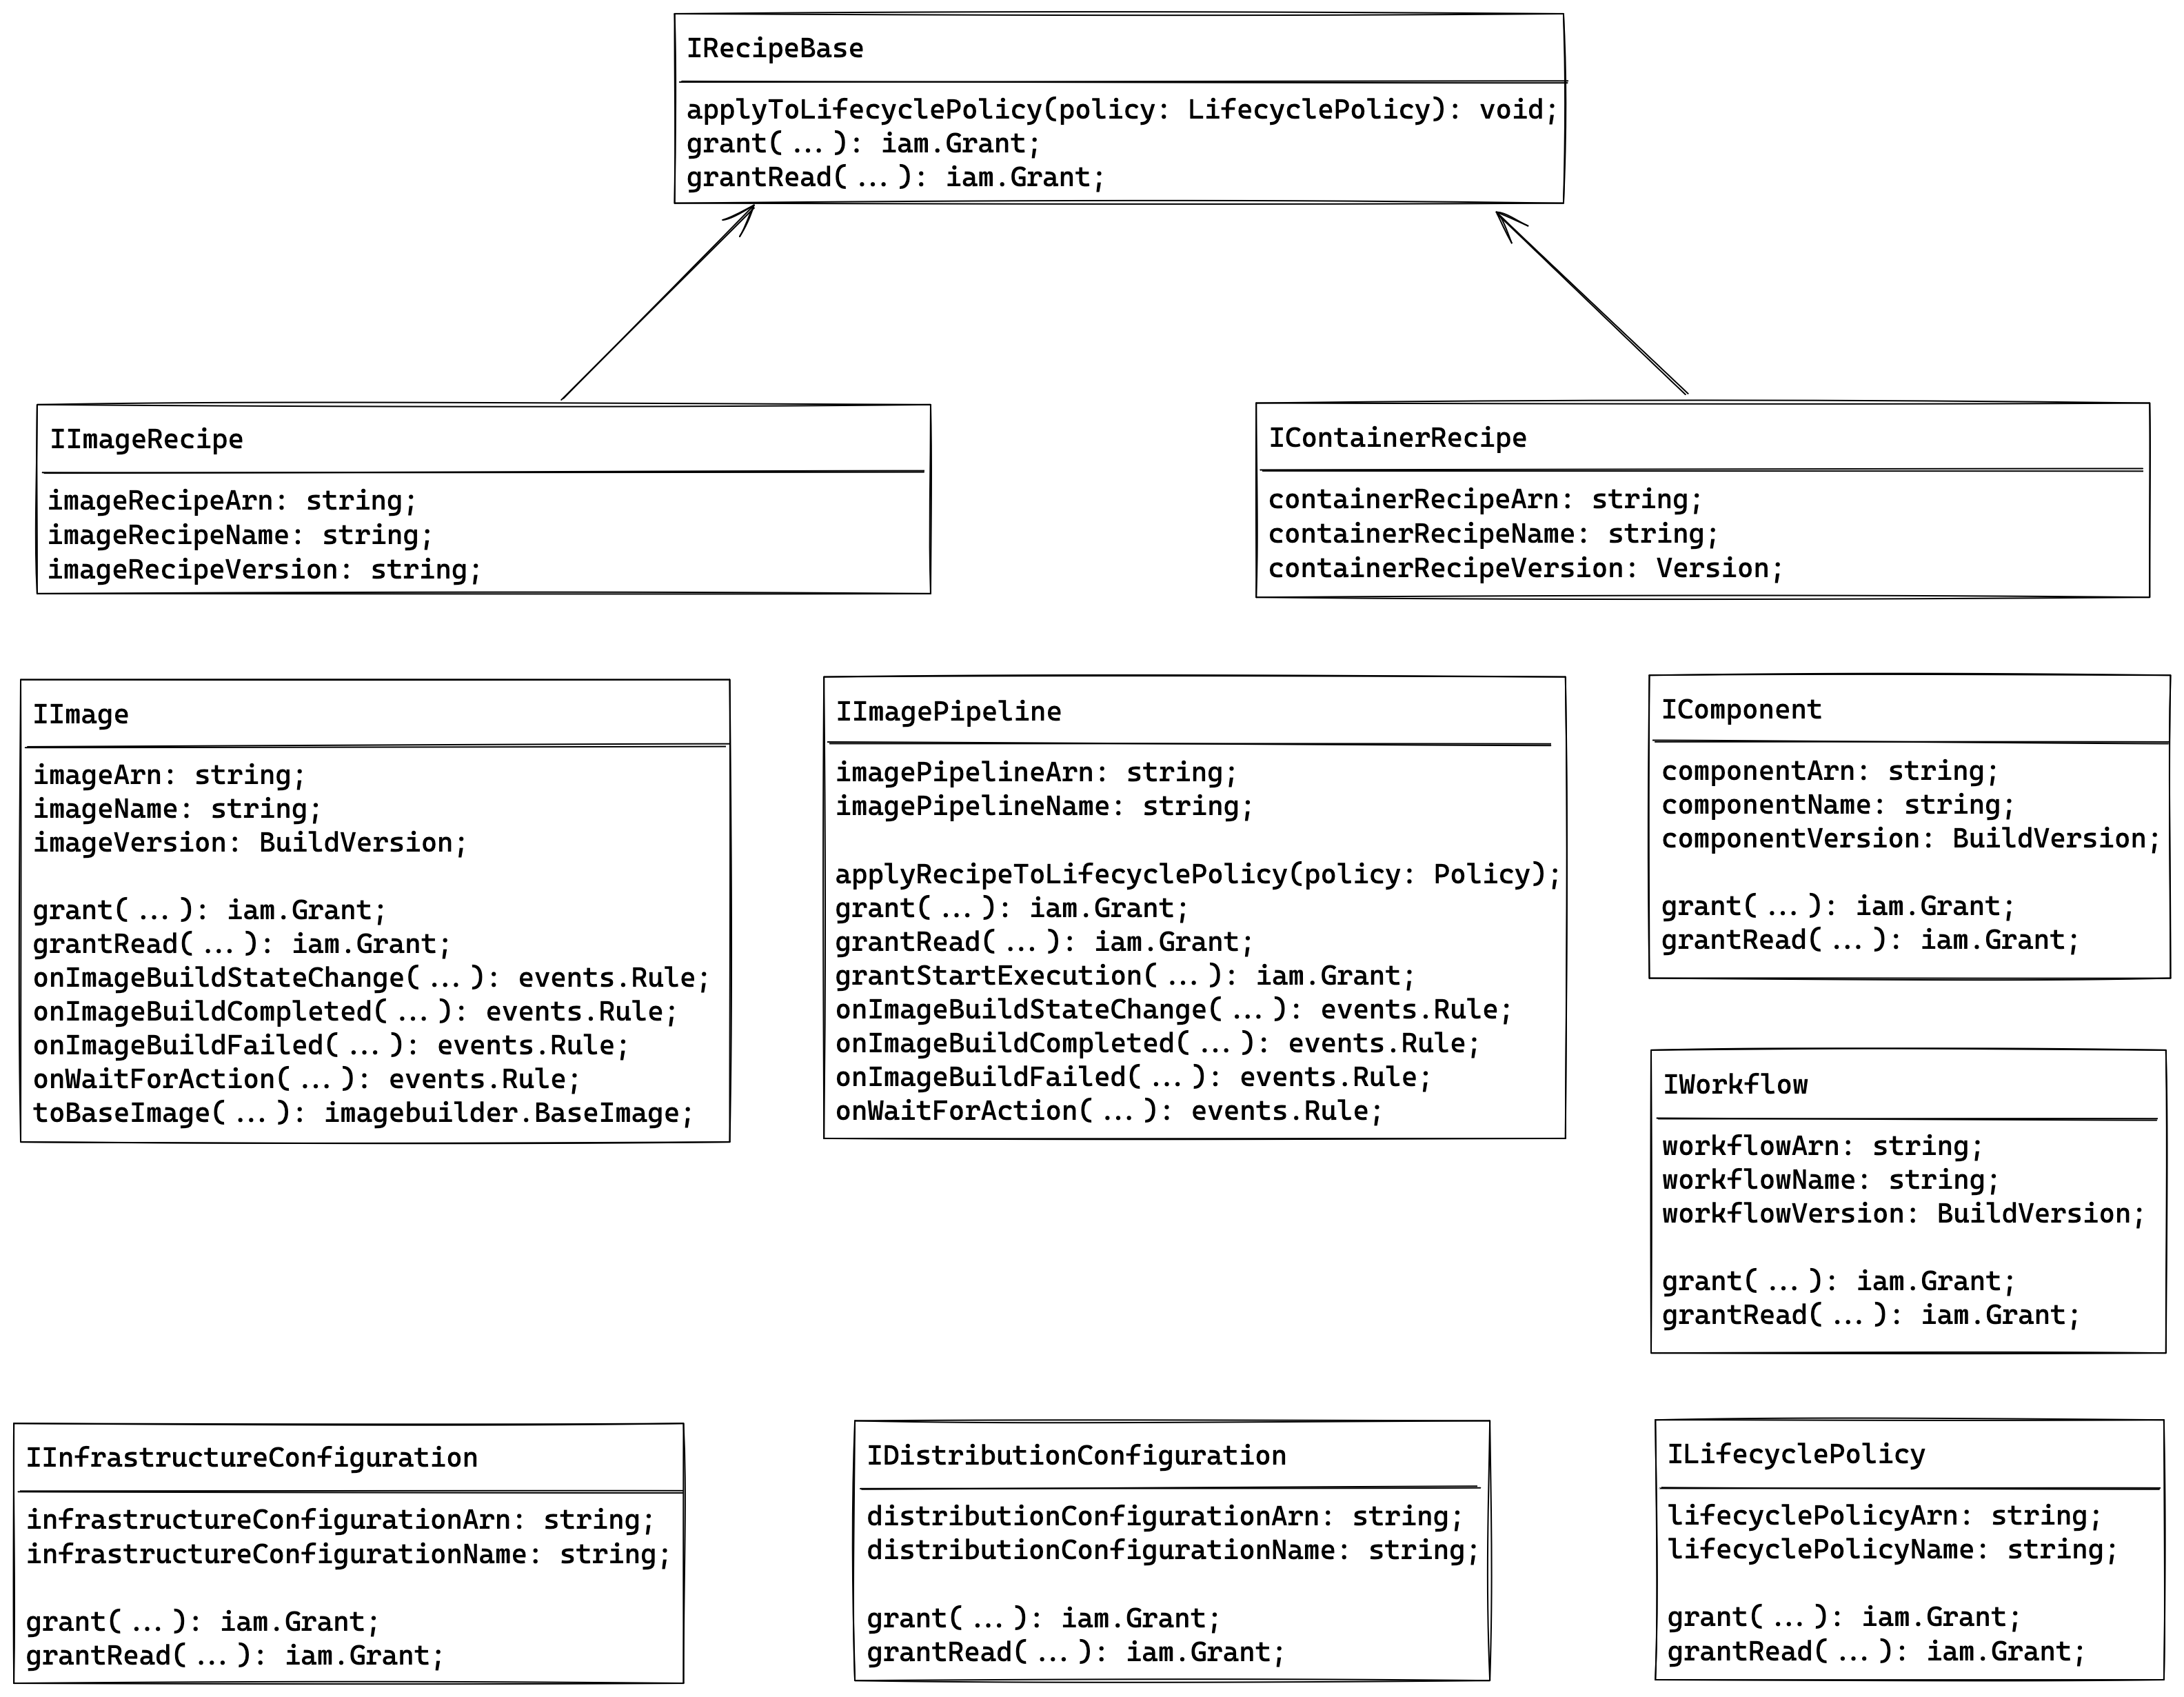 IRecipeBase
applyToLifecyclePolicy(policy: LifecyclePolicy): void;
grant(...): iam.Grant;
grantRead(...): iam.Grant;
IImageRecipe
imageRecipeArn: string;
imageRecipeName: string;
imageRecipeVersion: string;
IContainerRecipe
containerRecipeArn: string;
containerRecipeName: string;
containerRecipeVersion: Version;
IImage
imageArn: string;
imageName: string;
imageVersion: BuildVersion;
grant(...): iam.Grant;
grantRead(...): iam.Grant;
onImageBuildStateChange(...): events.Rule;
onImageBuildCompleted(...): events.Rule;
onImageBuildFailed(...): events.Rule;
onWaitForAction(...): events.Rule;
toBaseImage(...): imagebuilder.BaseImage;
IImagePipeline
imagePipelineArn: string;
imagePipelineName: string;
applyRecipeToLifecyclePolicy(policy: Policy);
grant(...): iam.Grant;
grantRead(...): iam.Grant;
grantStartExecution(...): iam.Grant;
onImageBuildStateChange(...): events.Rule;
onImageBuildCompleted(...): events.Rule;
onImageBuildFailed(...): events.Rule;
onWaitForAction(...): events.Rule;
IComponent
componentArn: string;
componentName: string;
componentVersion: BuildVersion;
grant(...): iam.Grant;
grantRead(...): iam.Grant;
IWorkflow
workflowArn: string;
workflowName: string;
workflowVersion: BuildVersion;
grant(...): iam.Grant;
grantRead(...): iam.Grant;
IInfrastructureConfiguration
infrastructureConfigurationArn: string;
infrastructureConfigurationName: string;
grant(...): iam.Grant;
grantRead(...): iam.Grant;
IDistributionConfiguration
distributionConfigurationArn: string;
distributionConfigurationName: string;
grant(...): iam.Grant;
grantRead(...): iam.Grant;
ILifecyclePolicy
lifecyclePolicyArn: string;
lifecyclePolicyName: string;
grant(...): iam.Grant;
grantRead(...): iam.Grant;